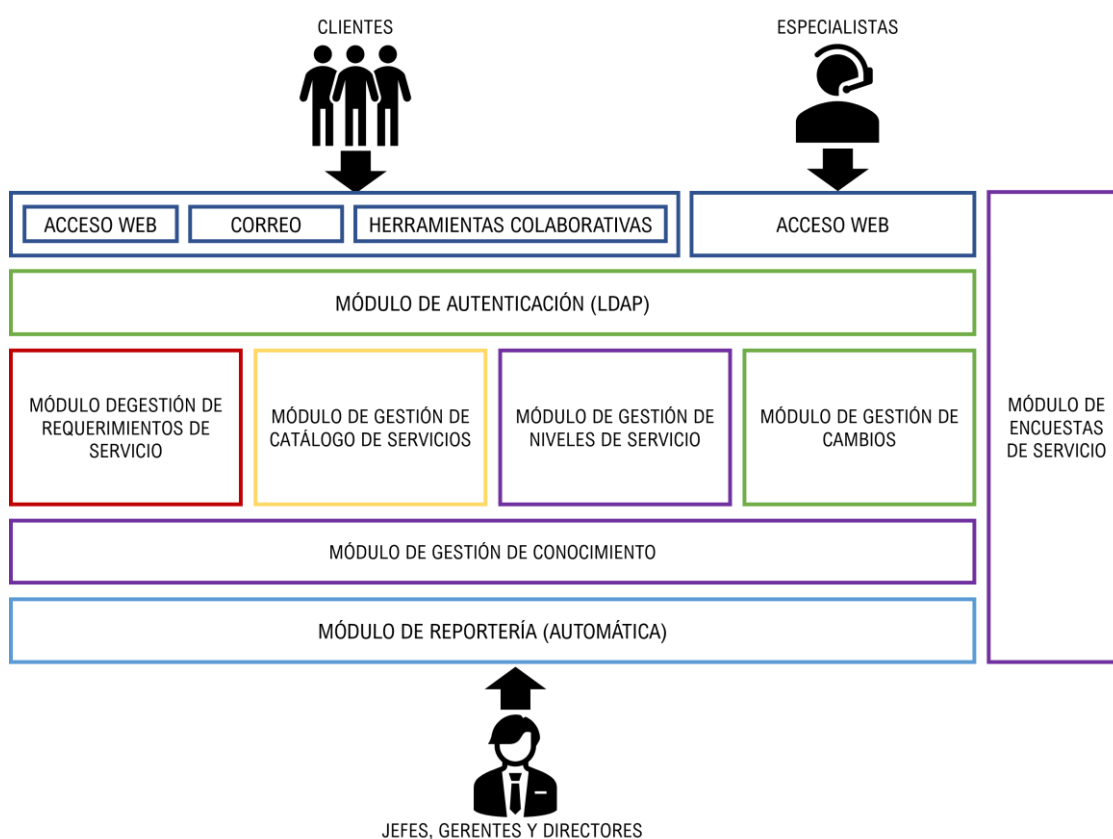 CLIENTES
ESPECIALISTAS
ACCESO WEB
CORREO
HERRAMIENTAS COLABORATIVAS
ACCESO WEB
MÓDULO DE AUTENTICACIÓN (LDAP)
MÓDULO DEGESTIÓN DE
REQUERIMIENTOS DE
SERVICIO
MÓDULO DE GESTIÓN DE
CATÁLOGO DE SERVICIOS
MÓDULO DE GESTIÓN DE
NIVELES DE SERVICIO
MÓDULO DE GESTIÓN DE
CAMBIOS
MÓDULO DE
ENCUESTAS
DE SERVICIO
MÓDULO DE GESTIÓN DE CONOCIMIENTO
MÓDULO DE REPORTERÍA (AUTOMÁTICA)
JEFES, GERENTES Y DIRECTORES